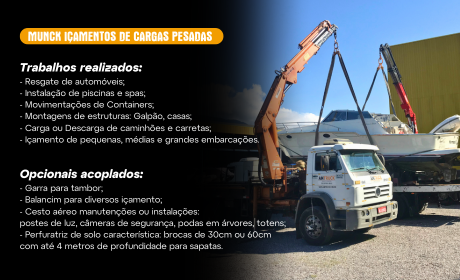 MUNCK IÇAMENTOS DE CARGAS PESADAS
Trabalhos realizados:
- Resgate de automóveis;
- Instalação de piscinas e spas;
- Movimentações de Containers;
- Montagens de estruturas: Galpão, casas;
- Carga ou Descarga de caminhões e carretas;
- Içamento de pequenas, médias e grandes embarcações.
Opcionais acoplados:
- Garra para tambor;
- Balancim para diversos içamento;
- Cesto aéreo manutenções ou instalações:
postes de luz, câmeras de segurança, podas em árvores, totens;
- Perfuratriz de solo característica: brocas de 30cm ou 60cm
com até 4 metros de profundidade para sapatas.